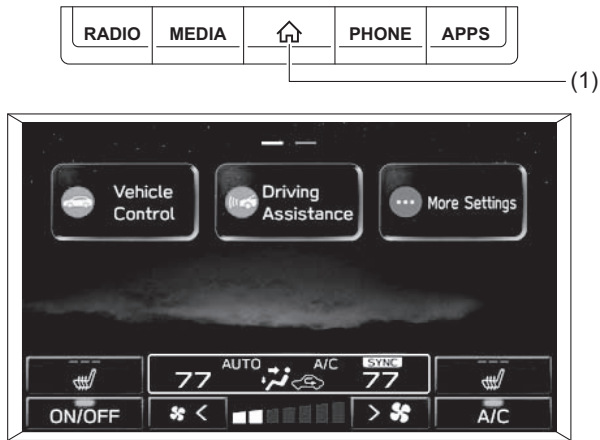 RADIO MEDIA PHONE APPS
(1)
Vehicle Control
Driving Assistance
More Settings
AUTO A/C SYNC
77 77
ON/OFF < > A/C